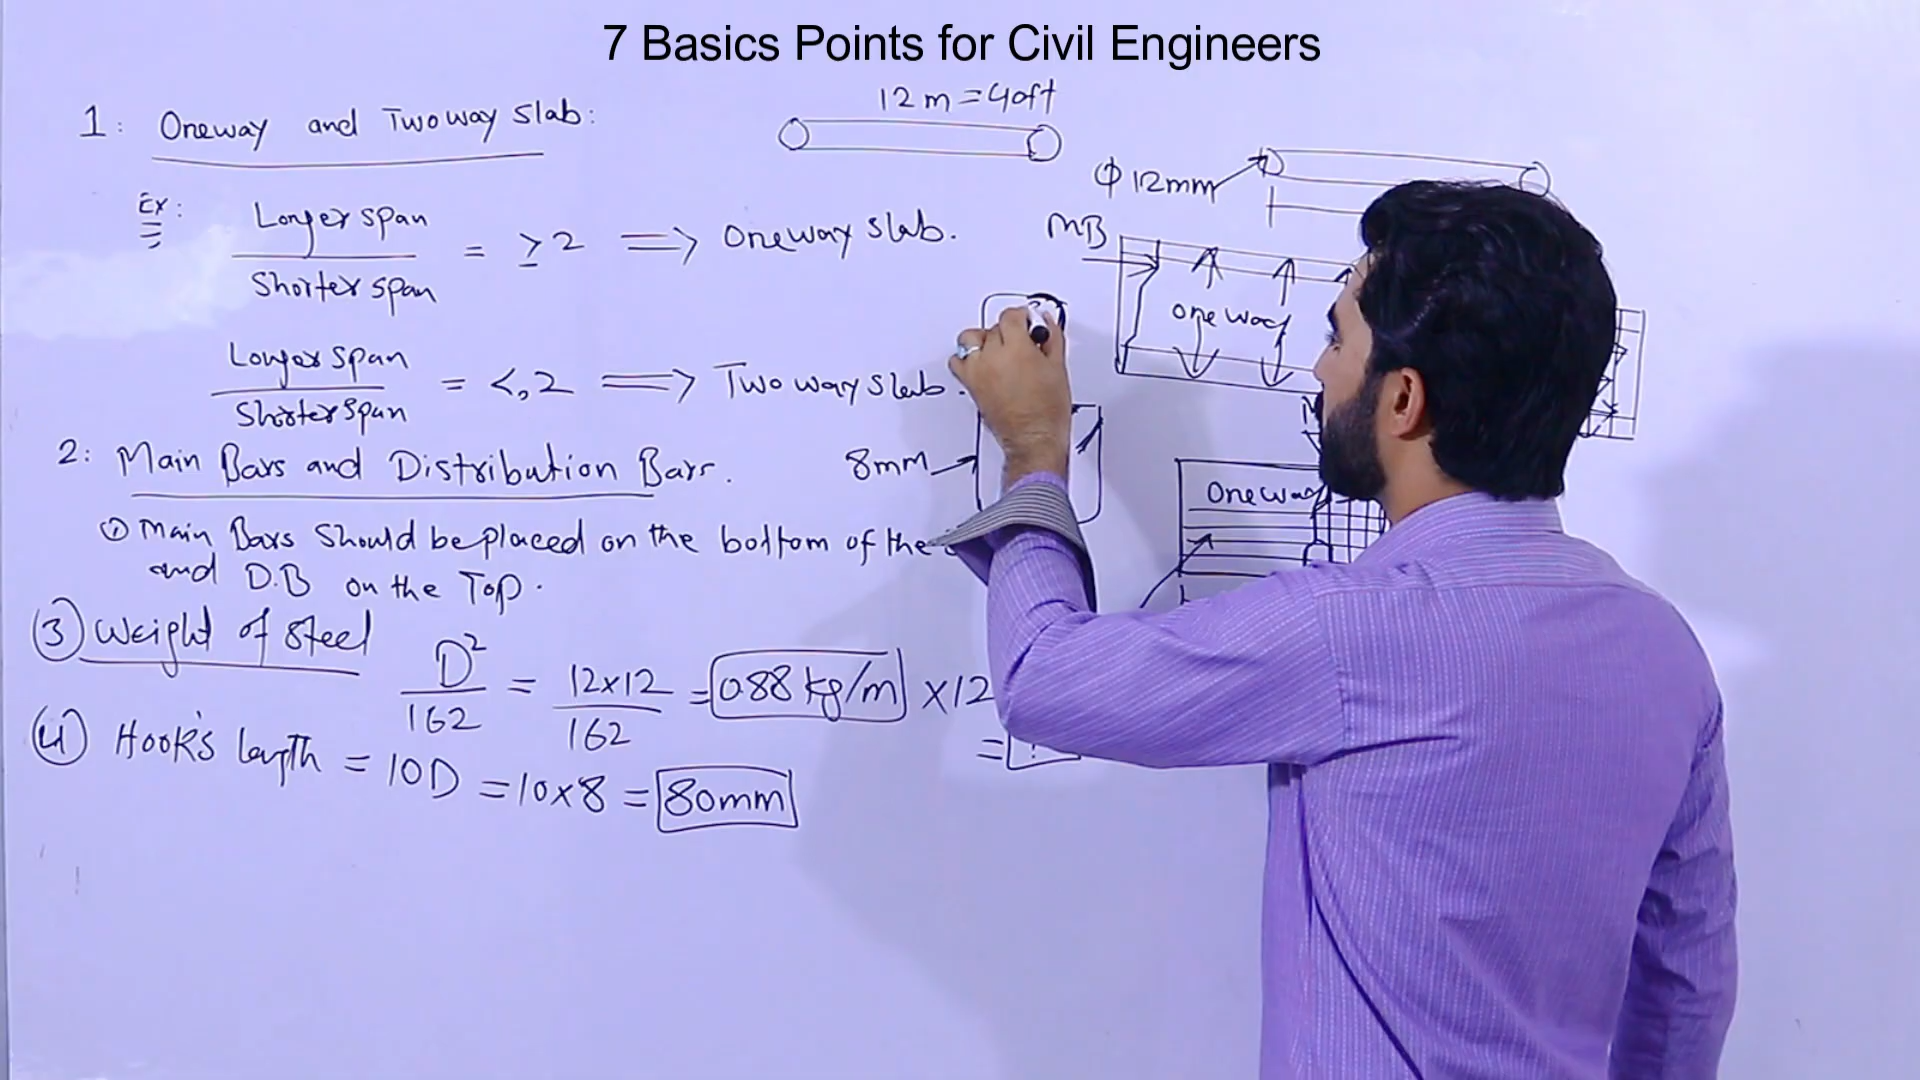 7 Basics Points for Civil Engineers
1: Oneway and Twoway Slab:
12m=40ft
Φ 12mm
Ex:
Longer span
Shorter span
= ≥2 ⟹ Oneway Slab.
MB
one way
Longer span
Shorter span
= <,2 ⟹ Two way Slab.
2: Main Bars and Distribution Bars.
8mm
One way
① Main Bars Should be placed on the bottom of the
and D.B on the Top.
③ Weight of Steel
D²/162 = 12x12/162 = 0.88 kg/m x12
= ?
④ Hook's length = 10D = 10x8 = 80mm